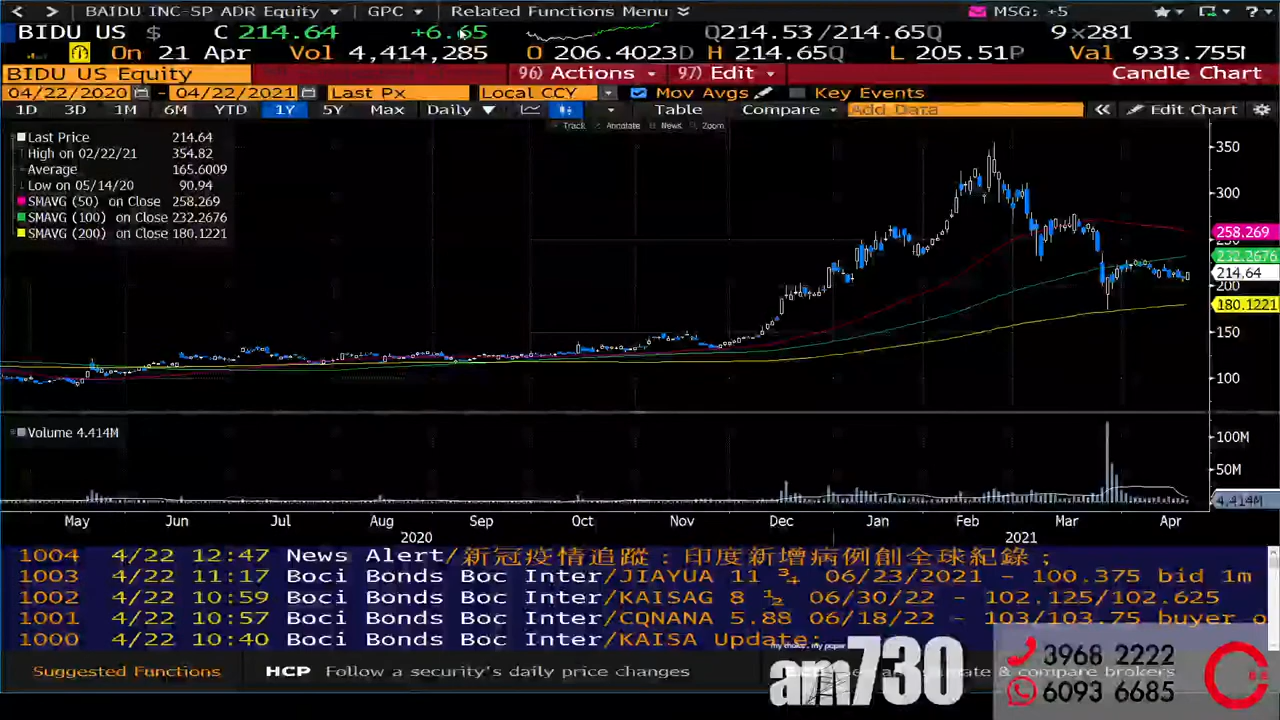 BIDU INC-SP ADR Equity GPC Related Functions Menu MSG: +5 ?
BIDU US $ C 214.64 +6.65 Q214.53/214.65Q 9×281
On 21 Apr Vol 4,414,285 O 206.4023D H 214.65Q L 205.51P Val 933.755M
BIDU US Equity 96) Actions 97) Edit Candle Chart
04/22/2020 - 04/22/2021 Last Px Local CCY Mov Avgs Key Events
1D 3D 1M 6M YTD 1Y 5Y Max Daily Table Compare Add Data Edit Chart
Track Annotate News Zoom
Last Price 214.64
High on 02/22/21 354.82
Average 165.6009
Low on 05/14/20 90.94
SMAVG (50) on Close 258.269
SMAVG (100) on Close 232.2676
SMAVG (200) on Close 180.1221
350
300
258.269
250
232.2676
214.64
200
180.1221
150
100
Volume 4.414M
100M
50M
4.414M
May Jun Jul Aug Sep Oct Nov Dec Jan Feb Mar Apr
2020 2021
1004 4/22 12:47 News Alert/新冠疫情追蹤：印度新增病例創全球紀錄；
1003 4/22 11:17 Boci Bonds Boc Inter/JIAYUA 11 ¾ 06/23/2021 - 100.375 bid 1m
1002 4/22 10:59 Boci Bonds Boc Inter/KAISAG 8 ½ 06/30/22 - 102.125/102.625
1001 4/22 10:57 Boci Bonds Boc Inter/CQNANA 5.88 06/18/22 - 103/103.75 buyer o
1000 4/22 10:40 Boci Bonds Boc Inter/KAISA Update:
Suggested Functions HCP Follow a security's daily price changes & compare brokers
my choice . my paper
am730
3968 2222
6093 6685